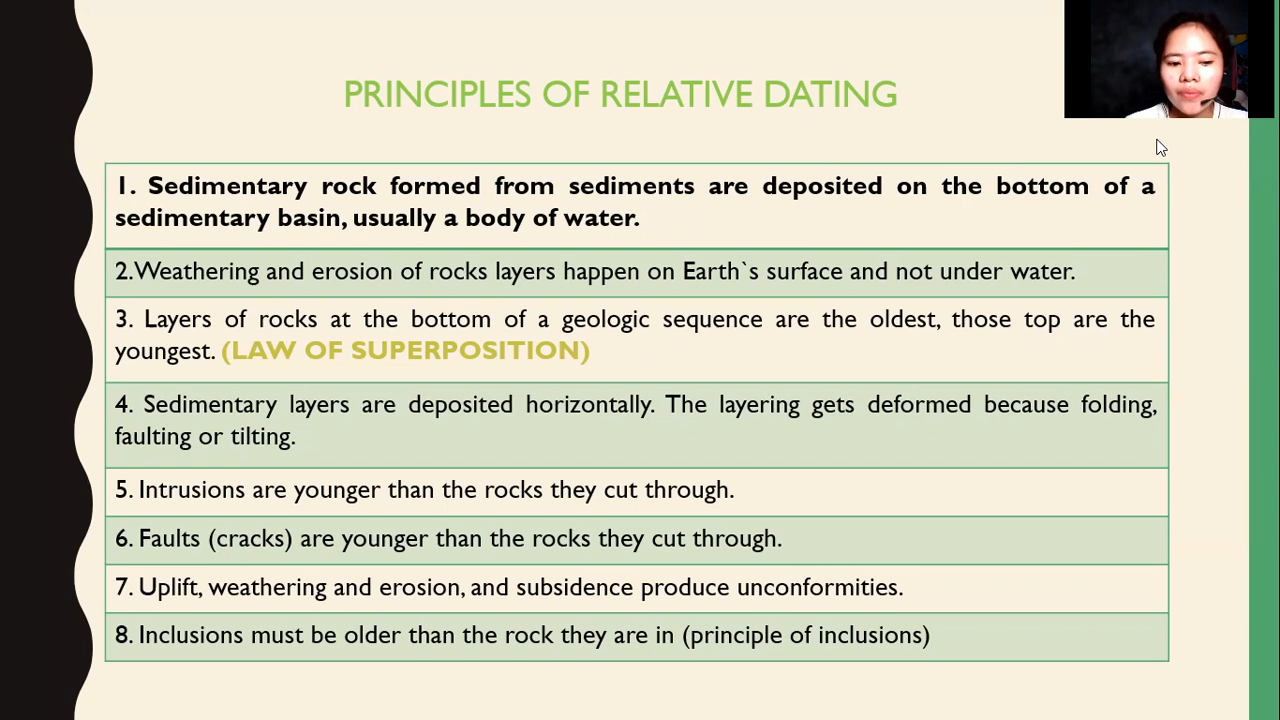 PRINCIPLES OF RELATIVE DATING
1. Sedimentary rock formed from sediments are deposited on the bottom of a
sedimentary basin, usually a body of water.
2.Weathering and erosion of rocks layers happen on Earth`s surface and not under water.
3. Layers of rocks at the bottom of a geologic sequence are the oldest, those top are the
youngest. (LAW OF SUPERPOSITION)
4. Sedimentary layers are deposited horizontally. The layering gets deformed because folding,
faulting or tilting.
5. Intrusions are younger than the rocks they cut through.
6. Faults (cracks) are younger than the rocks they cut through.
7. Uplift, weathering and erosion, and subsidence produce unconformities.
8. Inclusions must be older than the rock they are in (principle of inclusions)